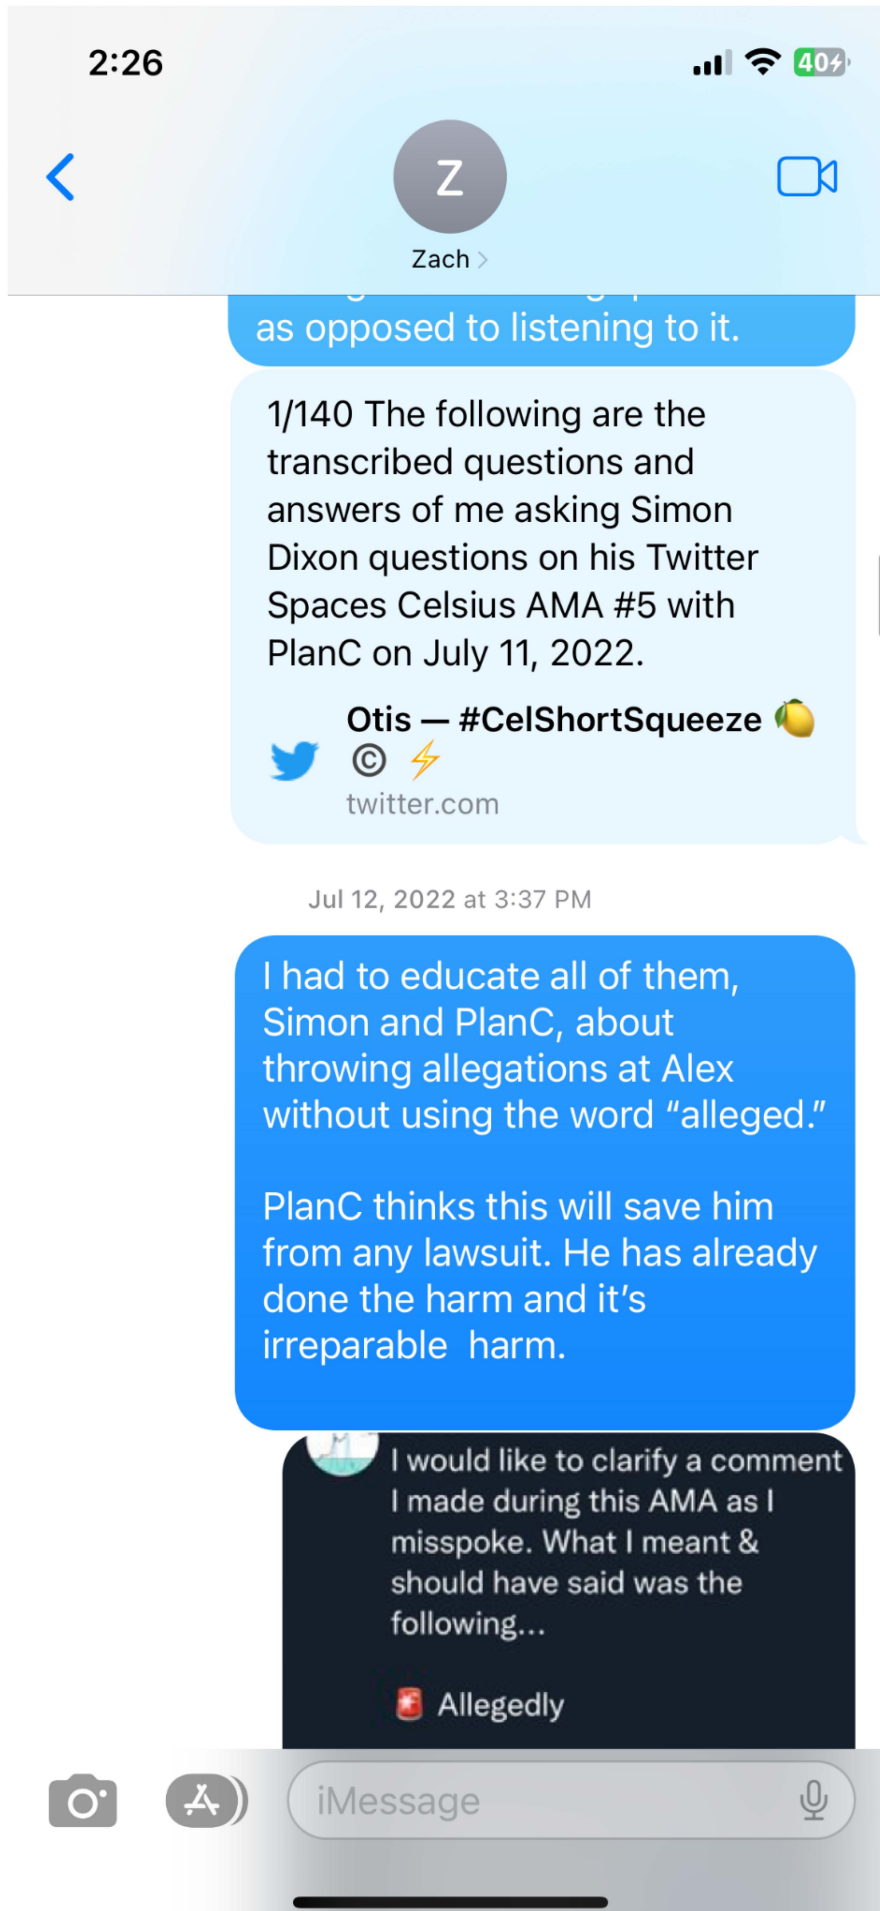 2:26
40
Z
Zach
as opposed to listening to it.
1/140 The following are the
transcribed questions and
answers of me asking Simon
Dixon questions on his Twitter
Spaces Celsius AMA #5 with
PlanC on July 11, 2022.
Otis — #CelShortSqueeze 🍋
©️ ⚡
twitter.com
Jul 12, 2022 at 3:37 PM
I had to educate all of them,
Simon and PlanC, about
throwing allegations at Alex
without using the word “alleged.”
PlanC thinks this will save him
from any lawsuit. He has already
done the harm and it’s
irreparable  harm.
I would like to clarify a comment
I made during this AMA as I
misspoke. What I meant &
should have said was the
following...
🚨 Allegedly
iMessage